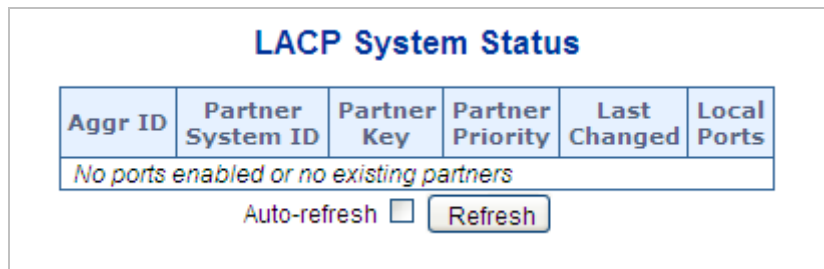 LACP System Status
Aggr ID Partner System ID Partner Key Partner Priority Last Changed Local Ports
No ports enabled or no existing partners
Auto-refresh Refresh